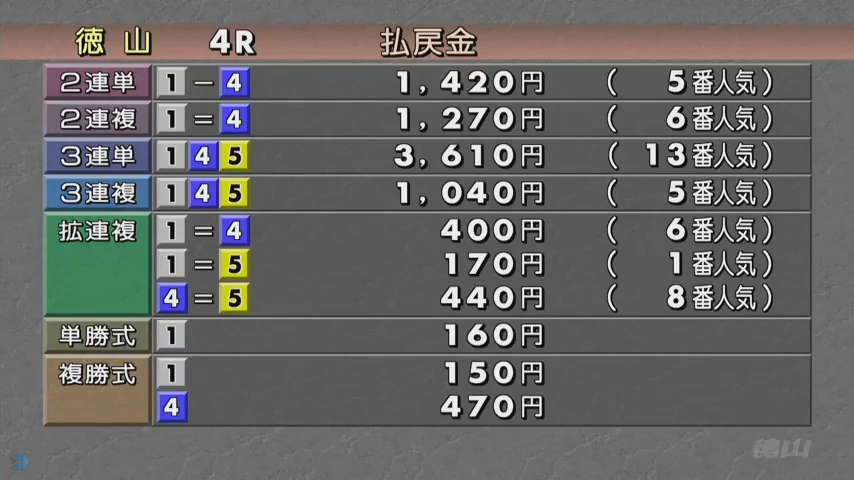 徳山 4R 払戻金
2連単 1-4 1,420円 (5番人気)
2連複 1=4 1,270円 (6番人気)
3連単 1 4 5 3,610円 (13番人気)
3連複 1 4 5 1,040円 (5番人気)
拡連複 1=4 400円 (6番人気)
1=5 170円 (1番人気)
4=5 440円 (8番人気)
単勝式 1 160円
複勝式 1 150円
4 470円
徳山